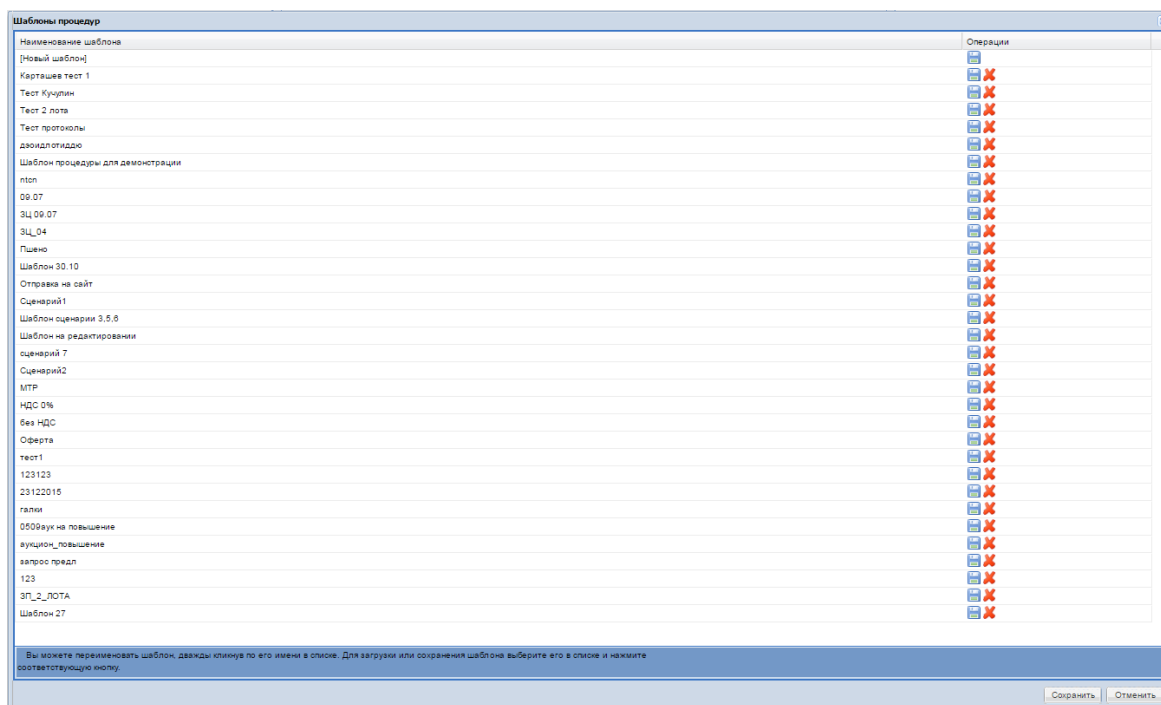 Шаблоны процедур
Наименование шаблона Операции
[Новый шаблон]
Карташев тест 1
Тест Кучулин
Тест 2 лота
Тест протоколы
дзоидлотиддю
Шаблон процедуры для демонстрации
ntcn
09.07
ЗЦ 09.07
ЗЦ_04
Пшено
Шаблон 30.10
Отправка на сайт
Сценарий1
Шаблон сценарии 3,5,6
Шаблон на редактировании
сценарий 7
Сценарий2
МТР
НДС 0%
без НДС
Оферта
тест1
123123
23122015
галки
0509аук на повышение
аукцион_повышение
запрос предл
123
ЗП_2_ЛОТА
Шаблон 27
Вы можете переименовать шаблон, дважды кликнув по его имени в списке. Для загрузки или сохранения шаблона выберите его в списке и нажмите
соответствующую кнопку.
Сохранить Отменить